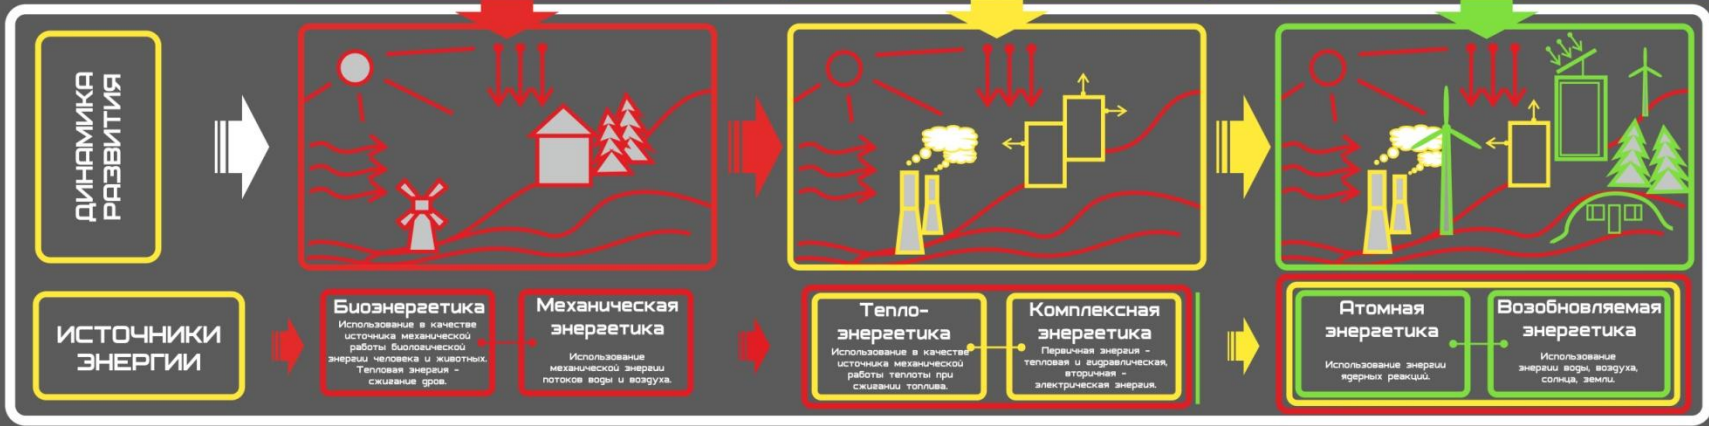 ДИНАМИКА
РАЗВИТИЯ
ИСТОЧНИКИ
ЭНЕРГИИ
Биоэнергетика
Использование в качестве
источника механической
работы биологической
энергии человека и животных.
Тепловая энергия -
сжигание дров.
Механическая
энергетика
Использование
механической энергии
потоков воды и воздуха.
Тепло-
энергетика
Использование в качестве
источника механической
работы теплоты при
сжигании топлива.
Комплексная
энергетика
Первичная энергия -
тепловая и гидравлическая,
вторичная -
электрическая энергия.
Атомная
энергетика
Использование энергии
ядерных реакций.
Возобновляемая
энергетика
Использование
энергии воды, воздуха,
солнца, земли.